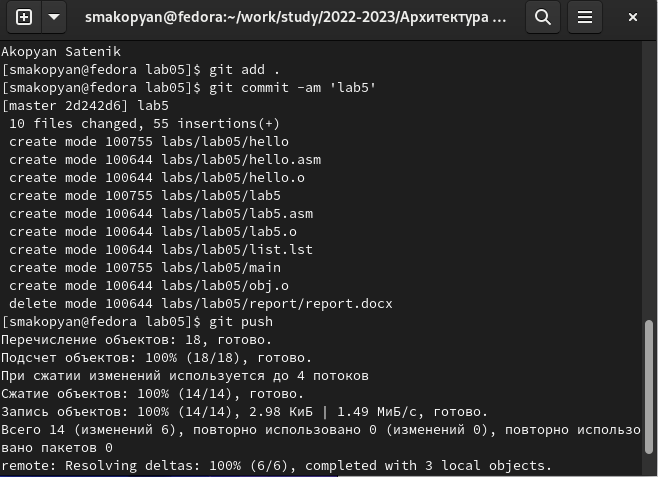 smakopyan@fedora:~/work/study/2022-2023/Архитектура ...
Akopyan Satenik
[smakopyan@fedora lab05]$ git add .
[smakopyan@fedora lab05]$ git commit -am 'lab5'
[master 2d242d6] lab5
10 files changed, 55 insertions(+)
create mode 100755 labs/lab05/hello
create mode 100644 labs/lab05/hello.asm
create mode 100644 labs/lab05/hello.o
create mode 100755 labs/lab05/lab5
create mode 100644 labs/lab05/lab5.asm
create mode 100644 labs/lab05/lab5.o
create mode 100644 labs/lab05/list.lst
create mode 100755 labs/lab05/main
create mode 100644 labs/lab05/obj.o
delete mode 100644 labs/lab05/report/report.docx
[smakopyan@fedora lab05]$ git push
Перечисление объектов: 18, готово.
Подсчет объектов: 100% (18/18), готово.
При сжатии изменений используется до 4 потоков
Сжатие объектов: 100% (14/14), готово.
Запись объектов: 100% (14/14), 2.98 КиБ | 1.49 МиБ/с, готово.
Всего 14 (изменений 6), повторно использовано 0 (изменений 0), повторно использо
вано пакетов 0
remote: Resolving deltas: 100% (6/6), completed with 3 local objects.